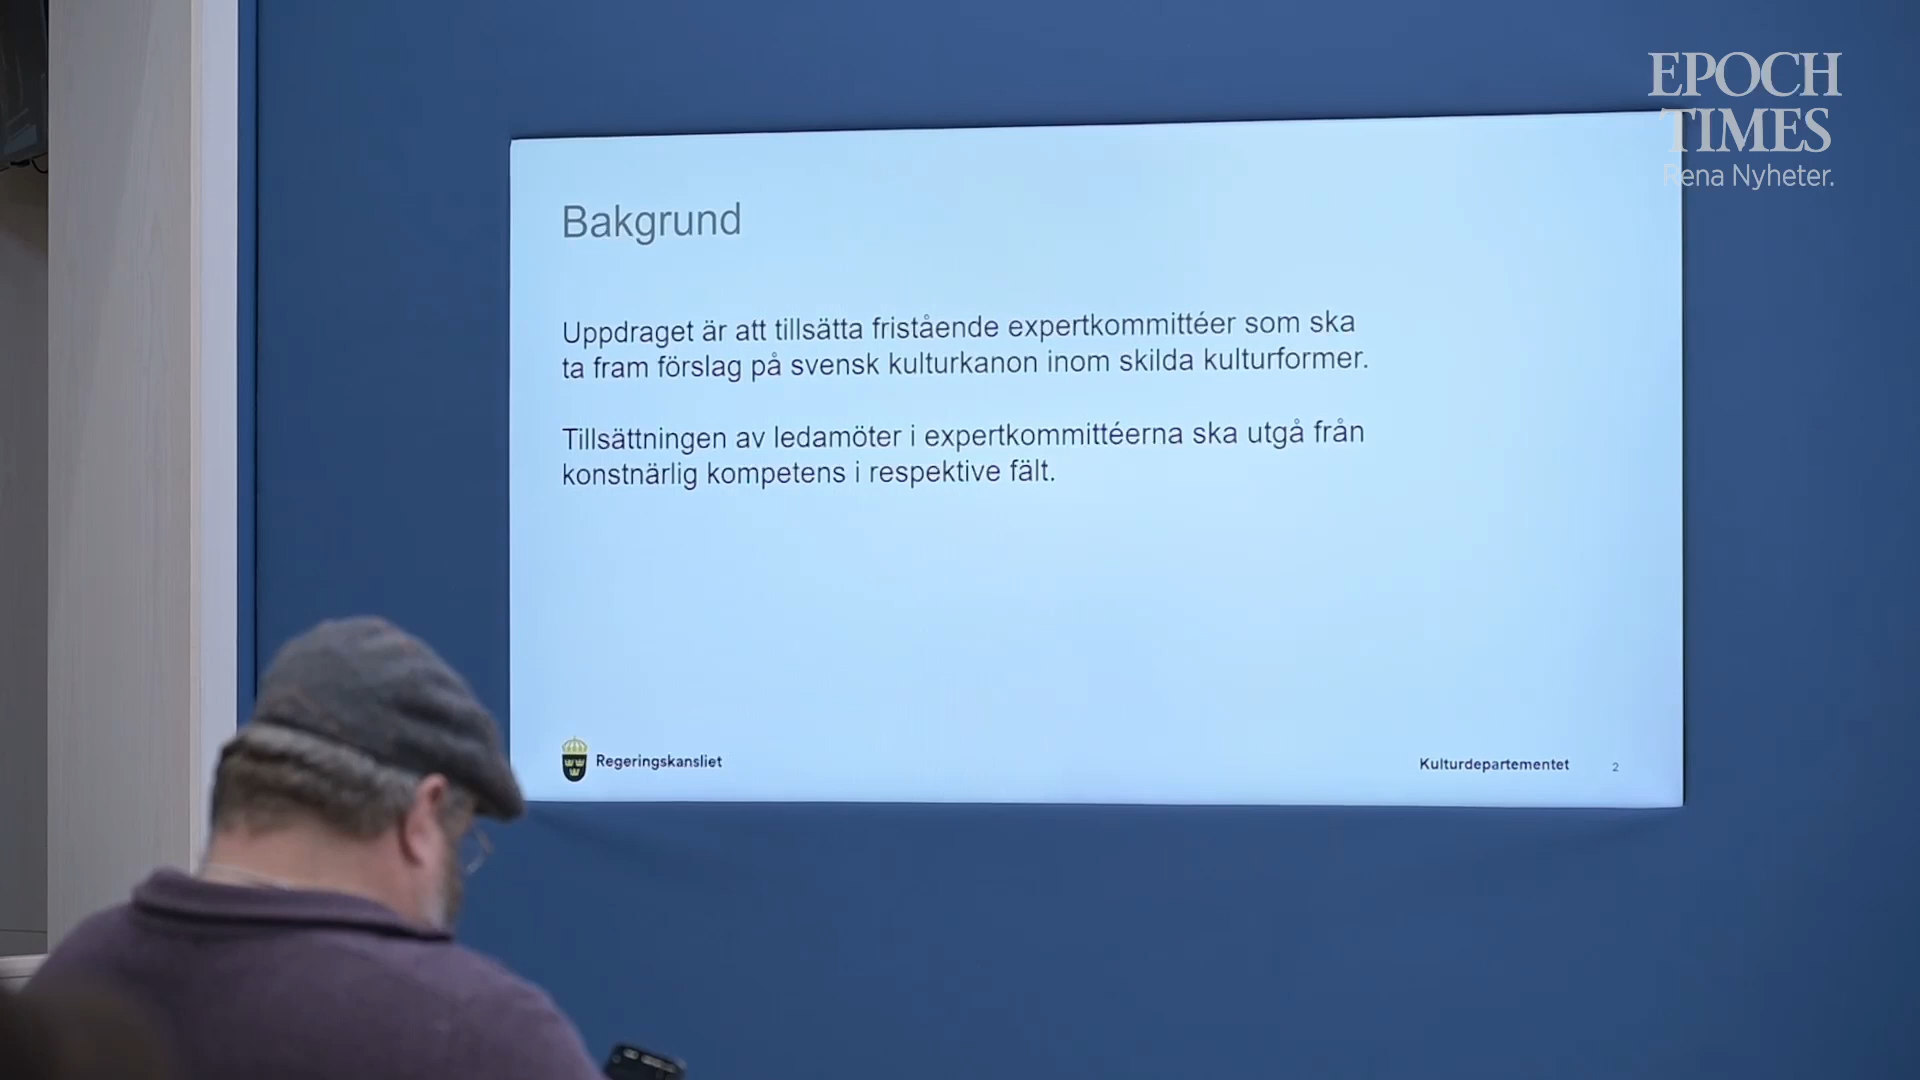 EPOCH
TIMES
Rena Nyheter.
Bakgrund
Uppdraget är att tillsätta fristående expertkommittéer som ska
ta fram förslag på svensk kulturkanon inom skilda kulturformer.
Tillsättningen av ledamöter i expertkommittéerna ska utgå från
konstnärlig kompetens i respektive fält.
Regeringskansliet
Kulturdepartementet 2